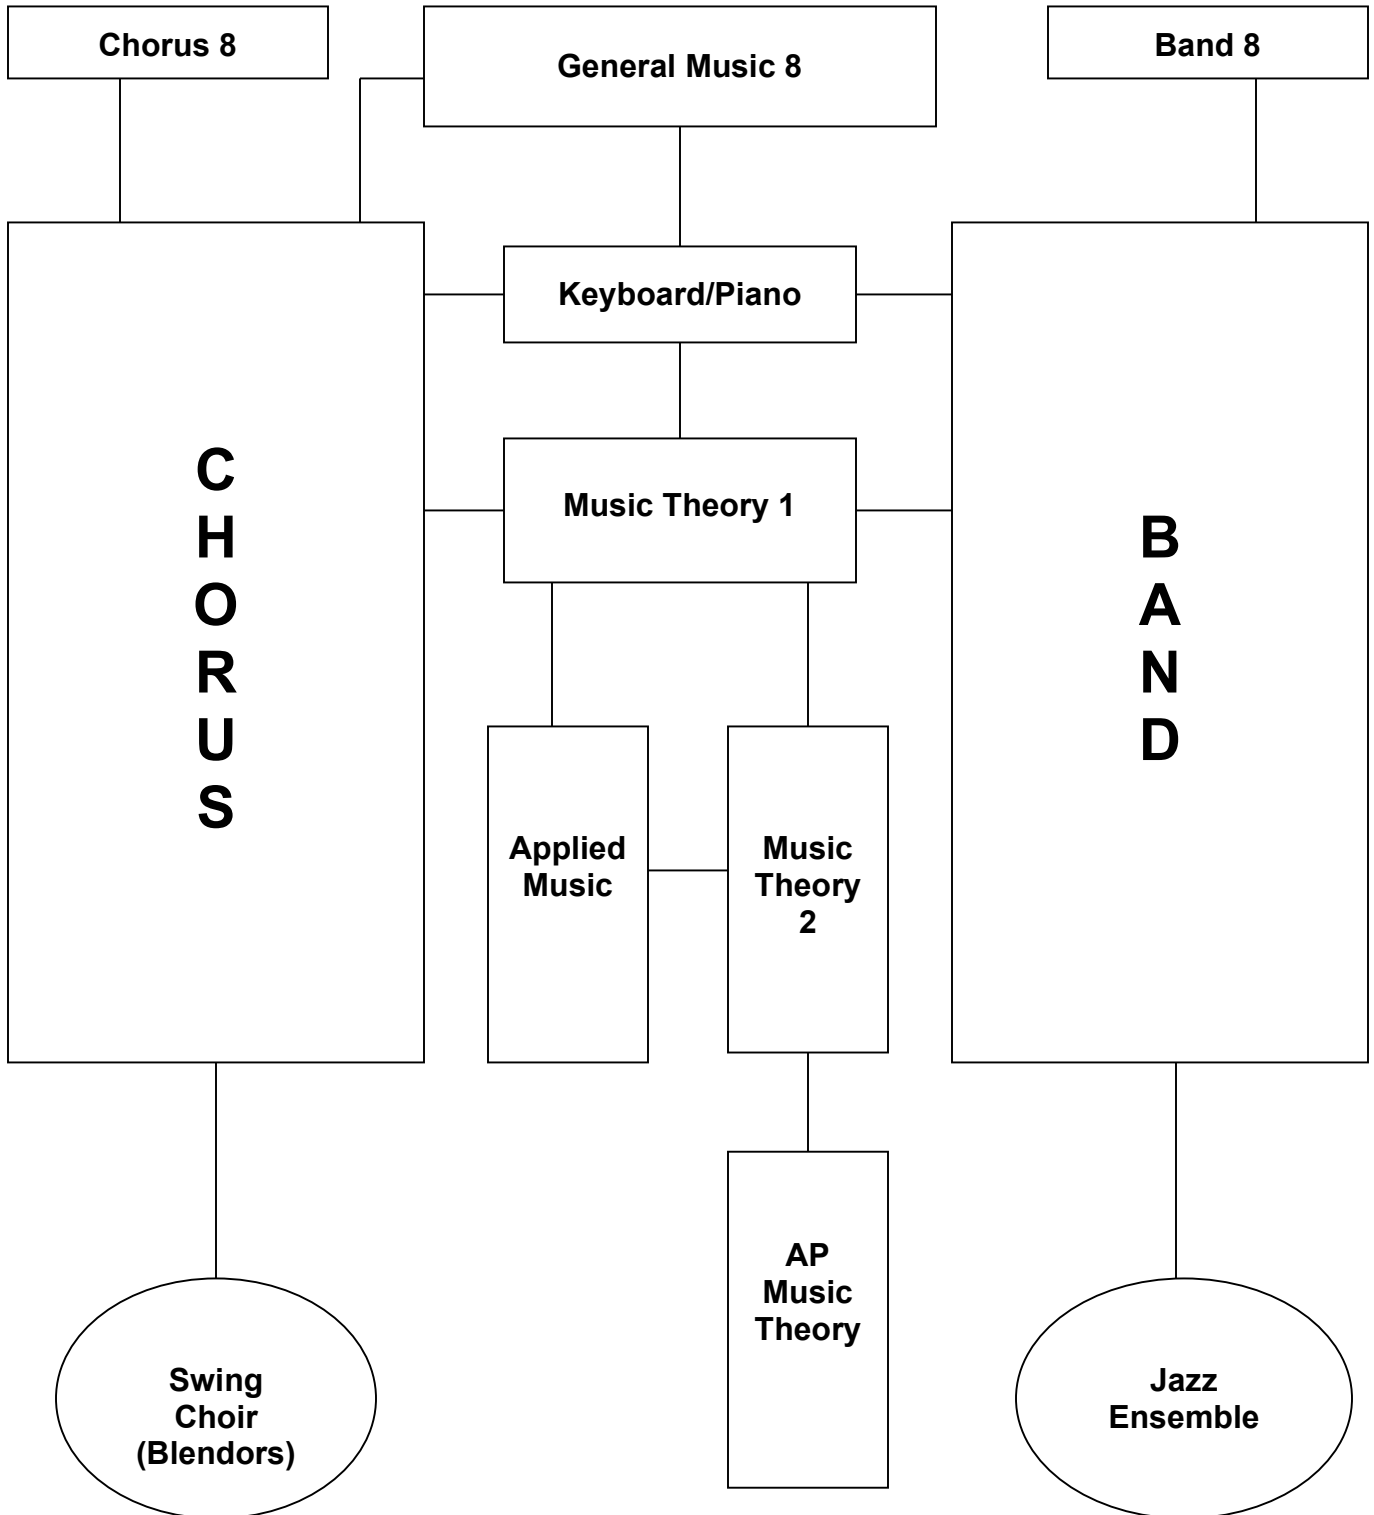 Chorus 8
General Music 8
Band 8
Keyboard/Piano
Music Theory 1
C
H
O
R
U
S
B
A
N
D
Applied
Music
Music
Theory
2
AP
Music
Theory
Swing
Choir
(Blendors)
Jazz
Ensemble